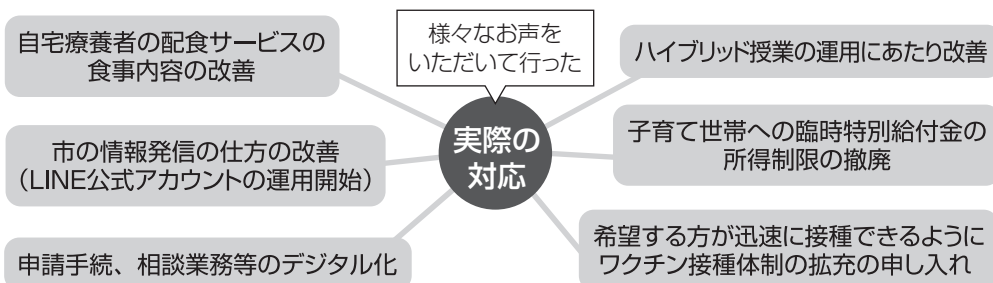 様々なお声を
いただいて行った
実際の
対応
自宅療養者の配食サービスの
食事内容の改善
市の情報発信の仕方の改善
(LINE公式アカウントの運用開始)
申請手続、相談業務等のデジタル化
ハイブリッド授業の運用にあたり改善
子育て世帯への臨時特別給付金の
所得制限の撤廃
希望する方が迅速に接種できるように
ワクチン接種体制の拡充の申し入れ